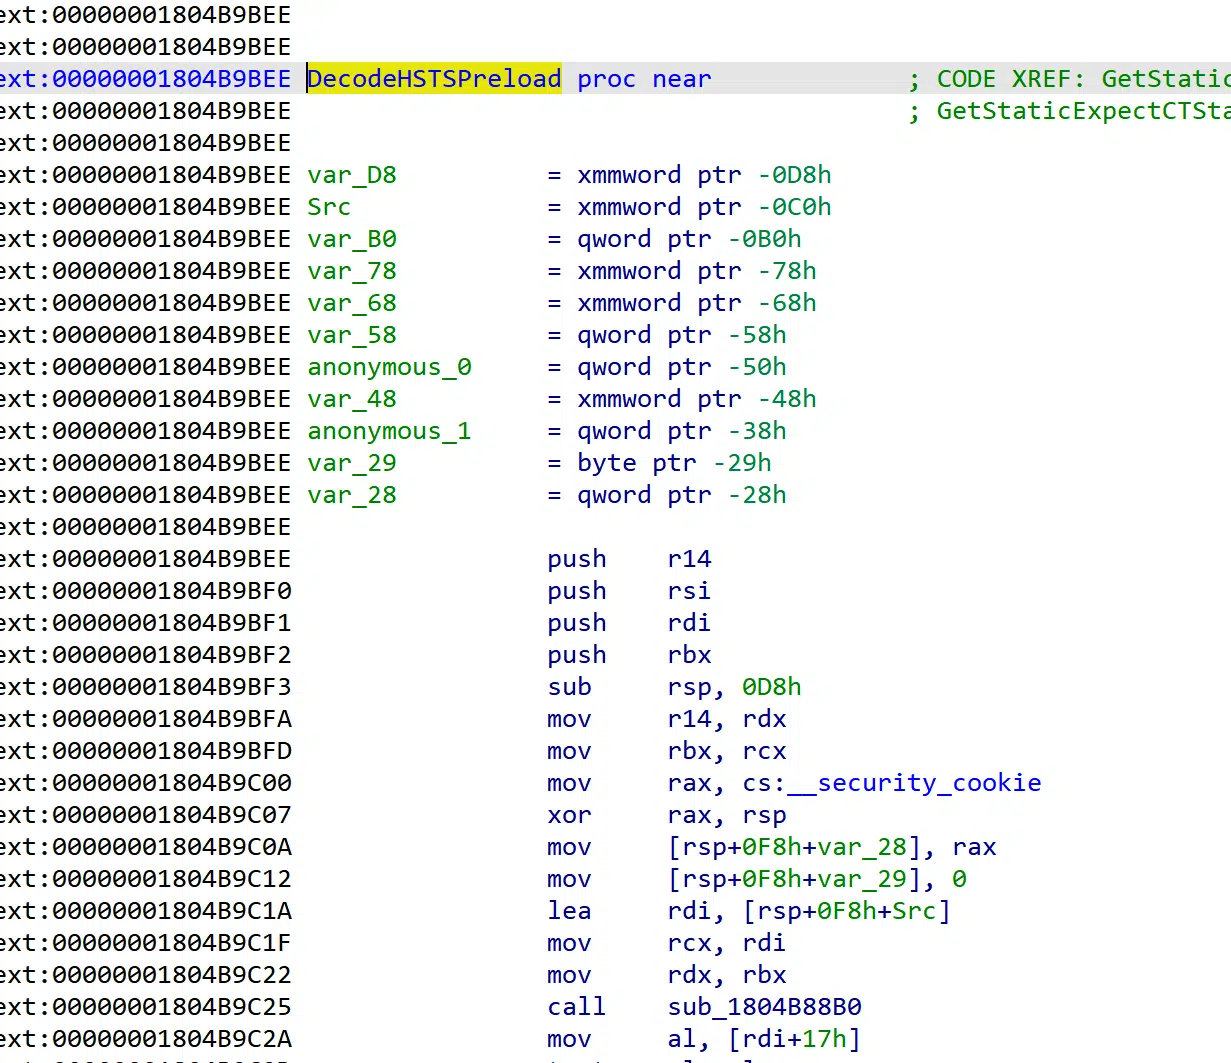 ext:00000001804B9BEE
ext:00000001804B9BEE
ext:00000001804B9BEE DecodeHSTSPreload proc near ; CODE XREF: GetStatic
ext:00000001804B9BEE ; GetStaticExpectCTSta
ext:00000001804B9BEE
ext:00000001804B9BEE var_D8 = xmmword ptr -0D8h
ext:00000001804B9BEE Src = xmmword ptr -0C0h
ext:00000001804B9BEE var_B0 = qword ptr -0B0h
ext:00000001804B9BEE var_78 = xmmword ptr -78h
ext:00000001804B9BEE var_68 = xmmword ptr -68h
ext:00000001804B9BEE var_58 = qword ptr -58h
ext:00000001804B9BEE anonymous_0 = qword ptr -50h
ext:00000001804B9BEE var_48 = xmmword ptr -48h
ext:00000001804B9BEE anonymous_1 = qword ptr -38h
ext:00000001804B9BEE var_29 = byte ptr -29h
ext:00000001804B9BEE var_28 = qword ptr -28h
ext:00000001804B9BEE
ext:00000001804B9BEE push r14
ext:00000001804B9BF0 push rsi
ext:00000001804B9BF1 push rdi
ext:00000001804B9BF2 push rbx
ext:00000001804B9BF3 sub rsp, 0D8h
ext:00000001804B9BFA mov r14, rdx
ext:00000001804B9BFD mov rbx, rcx
ext:00000001804B9C00 mov rax, cs:__security_cookie
ext:00000001804B9C07 xor rax, rsp
ext:00000001804B9C0A mov [rsp+0F8h+var_28], rax
ext:00000001804B9C12 mov [rsp+0F8h+var_29], 0
ext:00000001804B9C1A lea rdi, [rsp+0F8h+Src]
ext:00000001804B9C1F mov rcx, rdi
ext:00000001804B9C22 mov rdx, rbx
ext:00000001804B9C25 call sub_1804B88B0
ext:00000001804B9C2A mov al, [rdi+17h]